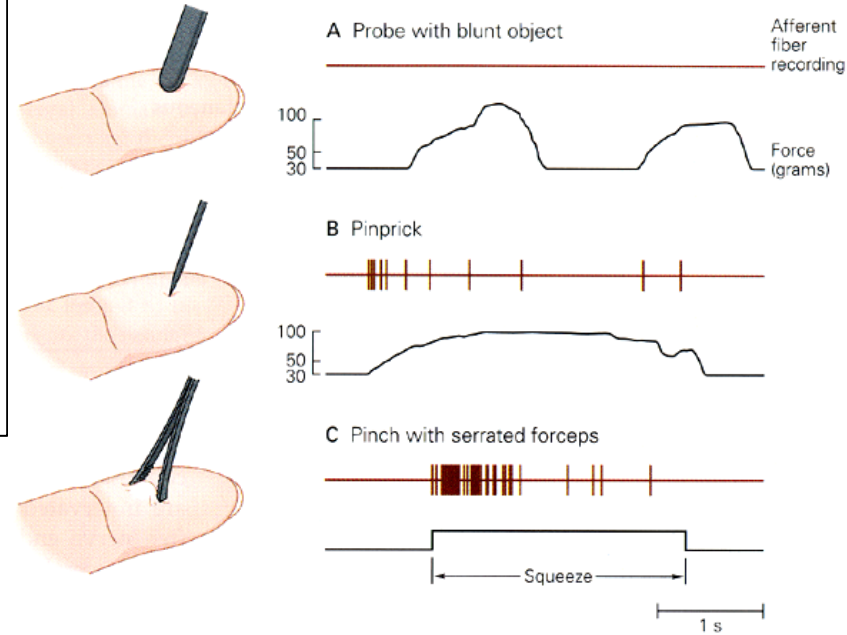 A Probe with blunt object
Afferent
fiber
recording
100
50
30
Force
(grams)
B Pinprick
100
50
30
C Pinch with serrated forceps
Squeeze
1 s